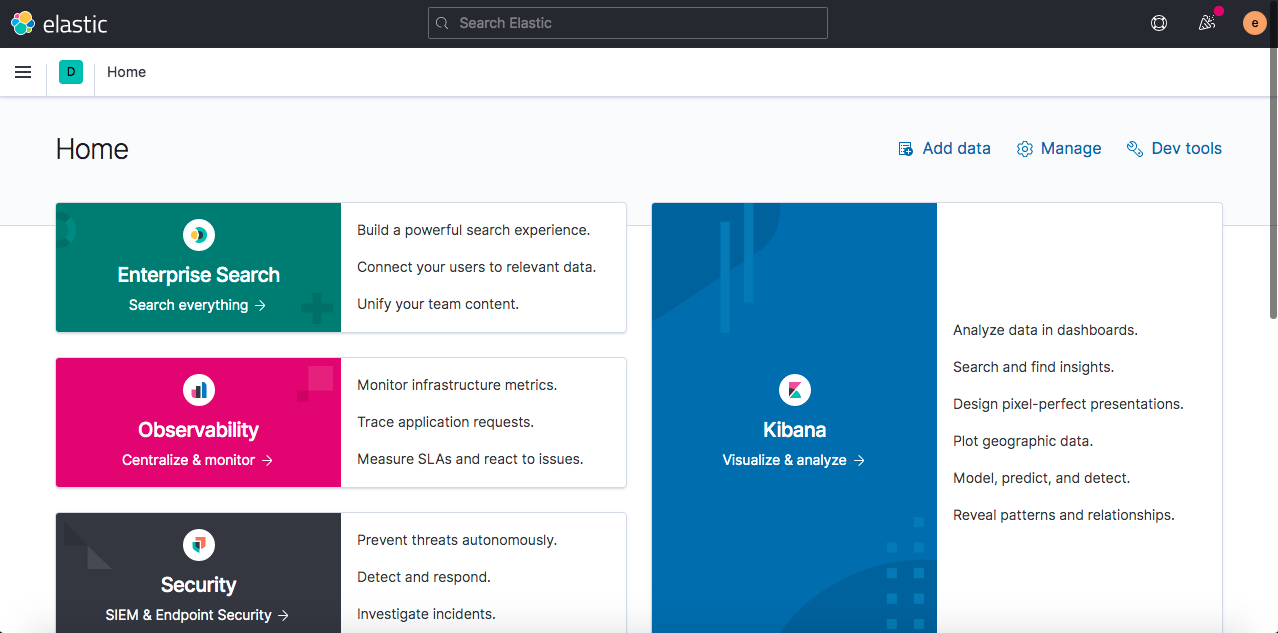 elastic
Search Elastic
e
D
Home
Home
Add data
Manage
Dev tools
Enterprise Search
Search everything →
Build a powerful search experience.
Connect your users to relevant data.
Unify your team content.
Observability
Centralize & monitor →
Monitor infrastructure metrics.
Trace application requests.
Measure SLAs and react to issues.
Security
SIEM & Endpoint Security →
Prevent threats autonomously.
Detect and respond.
Investigate incidents.
Kibana
Visualize & analyze →
Analyze data in dashboards.
Search and find insights.
Design pixel-perfect presentations.
Plot geographic data.
Model, predict, and detect.
Reveal patterns and relationships.